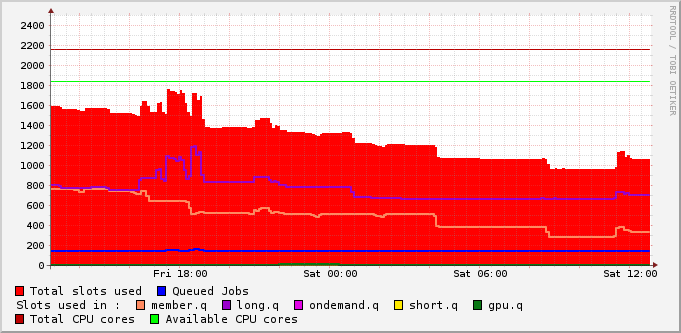 2400
2200
2000
1800
1600
1400
1200
1000
800
600
400
200
0
Fri 18:00 Sat 00:00 Sat 06:00 Sat 12:00
Total slots used Queued Jobs
Slots used in : member.q long.q ondemand.q short.q gpu.q
Total CPU cores Available CPU cores
RRDTOOL / TOBI OETIKER